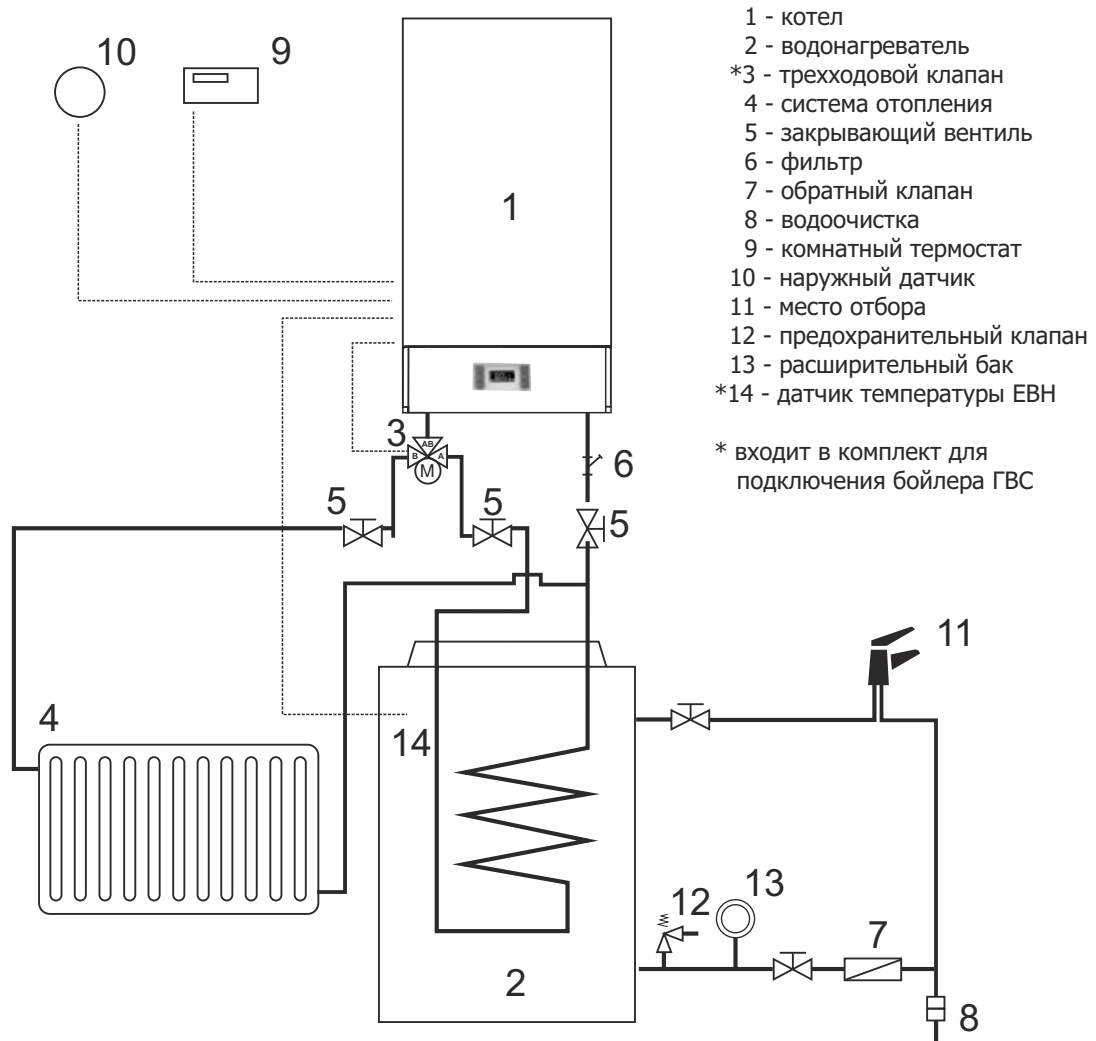 10
9
1
3
AB
B
A
M
6
5
5
5
11
4
14
12
13
7
2
8
1 - котел
2 - водонагреватель
*3 - трехходовой клапан
4 - система отопления
5 - закрывающий вентиль
6 - фильтр
7 - обратный клапан
8 - водоочистка
9 - комнатный термостат
10 - наружный датчик
11 - место отбора
12 - предохранительный клапан
13 - расширительный бак
*14 - датчик температуры ЕВН
* входит в комплект для
подключения бойлера ГВС